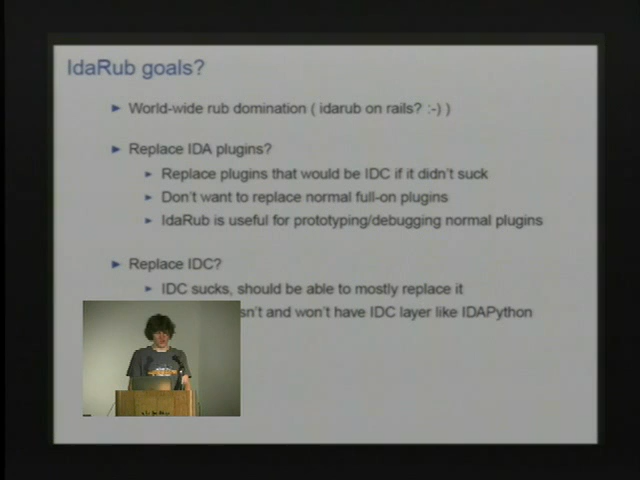 IdaRub goals?
World-wide rub domination ( idarub on rails? :-) )
Replace IDA plugins?
Replace plugins that would be IDC if it didn't suck
Don't want to replace normal full-on plugins
IdaRub is useful for prototyping/debugging normal plugins
Replace IDC?
IDC sucks, should be able to mostly replace it
sn't and won't have IDC layer like IDAPython